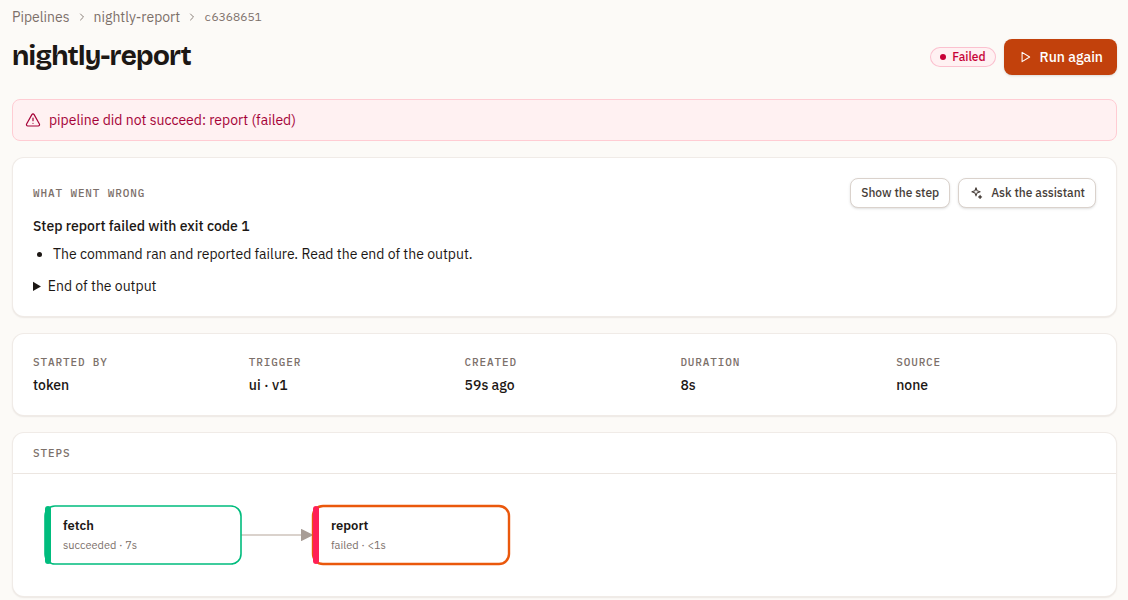 Pipelines > nightly-report > c6368651
nightly-report
Failed
Run again
pipeline did not succeed: report (failed)
WHAT WENT WRONG
Show the step
Ask the assistant
Step report failed with exit code 1
• The command ran and reported failure. Read the end of the output.
End of the output
STARTED BY TRIGGER CREATED DURATION SOURCE
token ui · v1 59s ago 8s none
STEPS
fetch
succeeded · 7s
report
failed · <1s